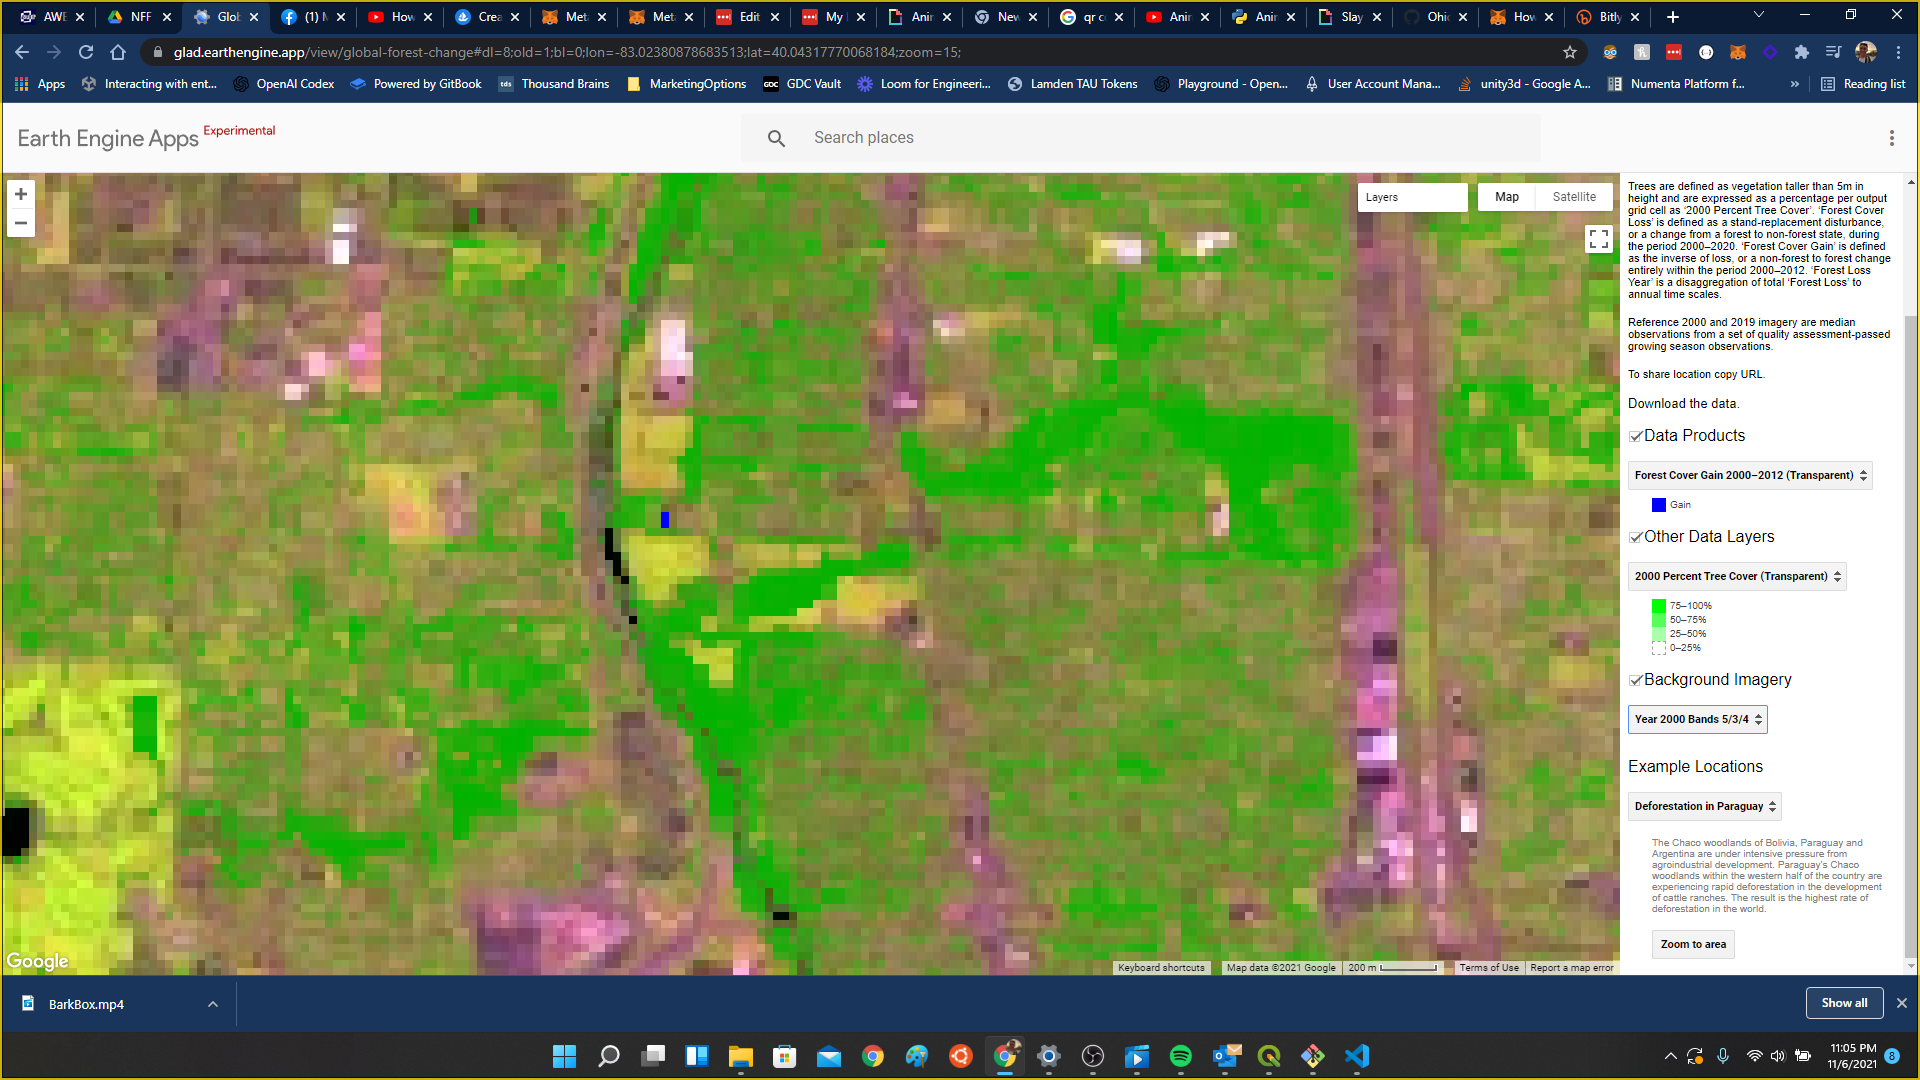 AWE
NFF
Glob
(1) M
How
Crea
Meta
Meta
Edit
My
Anim
New
qr co
Anim
Anim
Slay
Ohio
How
Bitly
glad.earthengine.app/view/global-forest-change#dl=8;old=1;bl=0;lon=-83.02380878683513;lat=40.04317770068184;zoom=15;
Apps
Interacting with ent...
OpenAI Codex
Powered by GitBook
tds Thousand Brains
MarketingOptions
GDC GDC Vault
Loom for Engineeri...
Lamden TAU Tokens
Playground - Open...
User Account Mana...
unity3d - Google A...
Numenta Platform f...
»
Reading list
Earth Engine Apps Experimental
Search places
+
−
Layers
Map
Satellite
Trees are defined as vegetation taller than 5m in
height and are expressed as a percentage per output
grid cell as ‘2000 Percent Tree Cover’. ‘Forest Cover
Loss’ is defined as a stand-replacement disturbance,
or a change from a forest to non-forest state, during
the period 2000–2020. ‘Forest Cover Gain’ is defined
as the inverse of loss, or a non-forest to forest change
entirely within the period 2000–2012. ‘Forest Loss
Year’ is a disaggregation of total ‘Forest Loss’ to
annual time scales.
Reference 2000 and 2019 imagery are median
observations from a set of quality assessment-passed
growing season observations.
To share location copy URL.
Download the data.
Data Products
Forest Cover Gain 2000–2012 (Transparent)
Gain
Other Data Layers
2000 Percent Tree Cover (Transparent)
75–100%
50–75%
25–50%
0–25%
Background Imagery
Year 2000 Bands 5/3/4
Example Locations
Deforestation in Paraguay
The Chaco woodlands of Bolivia, Paraguay and
Argentina are under intensive pressure from
agroindustrial development. Paraguay's Chaco
woodlands within the western half of the country are
experiencing rapid deforestation in the development
of cattle ranches. The result is the highest rate of
deforestation in the world.
Zoom to area
Google
Keyboard shortcuts
Map data ©2021 Google
200 m
Terms of Use
Report a map error
BarkBox.mp4
Show all
11:05 PM
11/6/2021
8